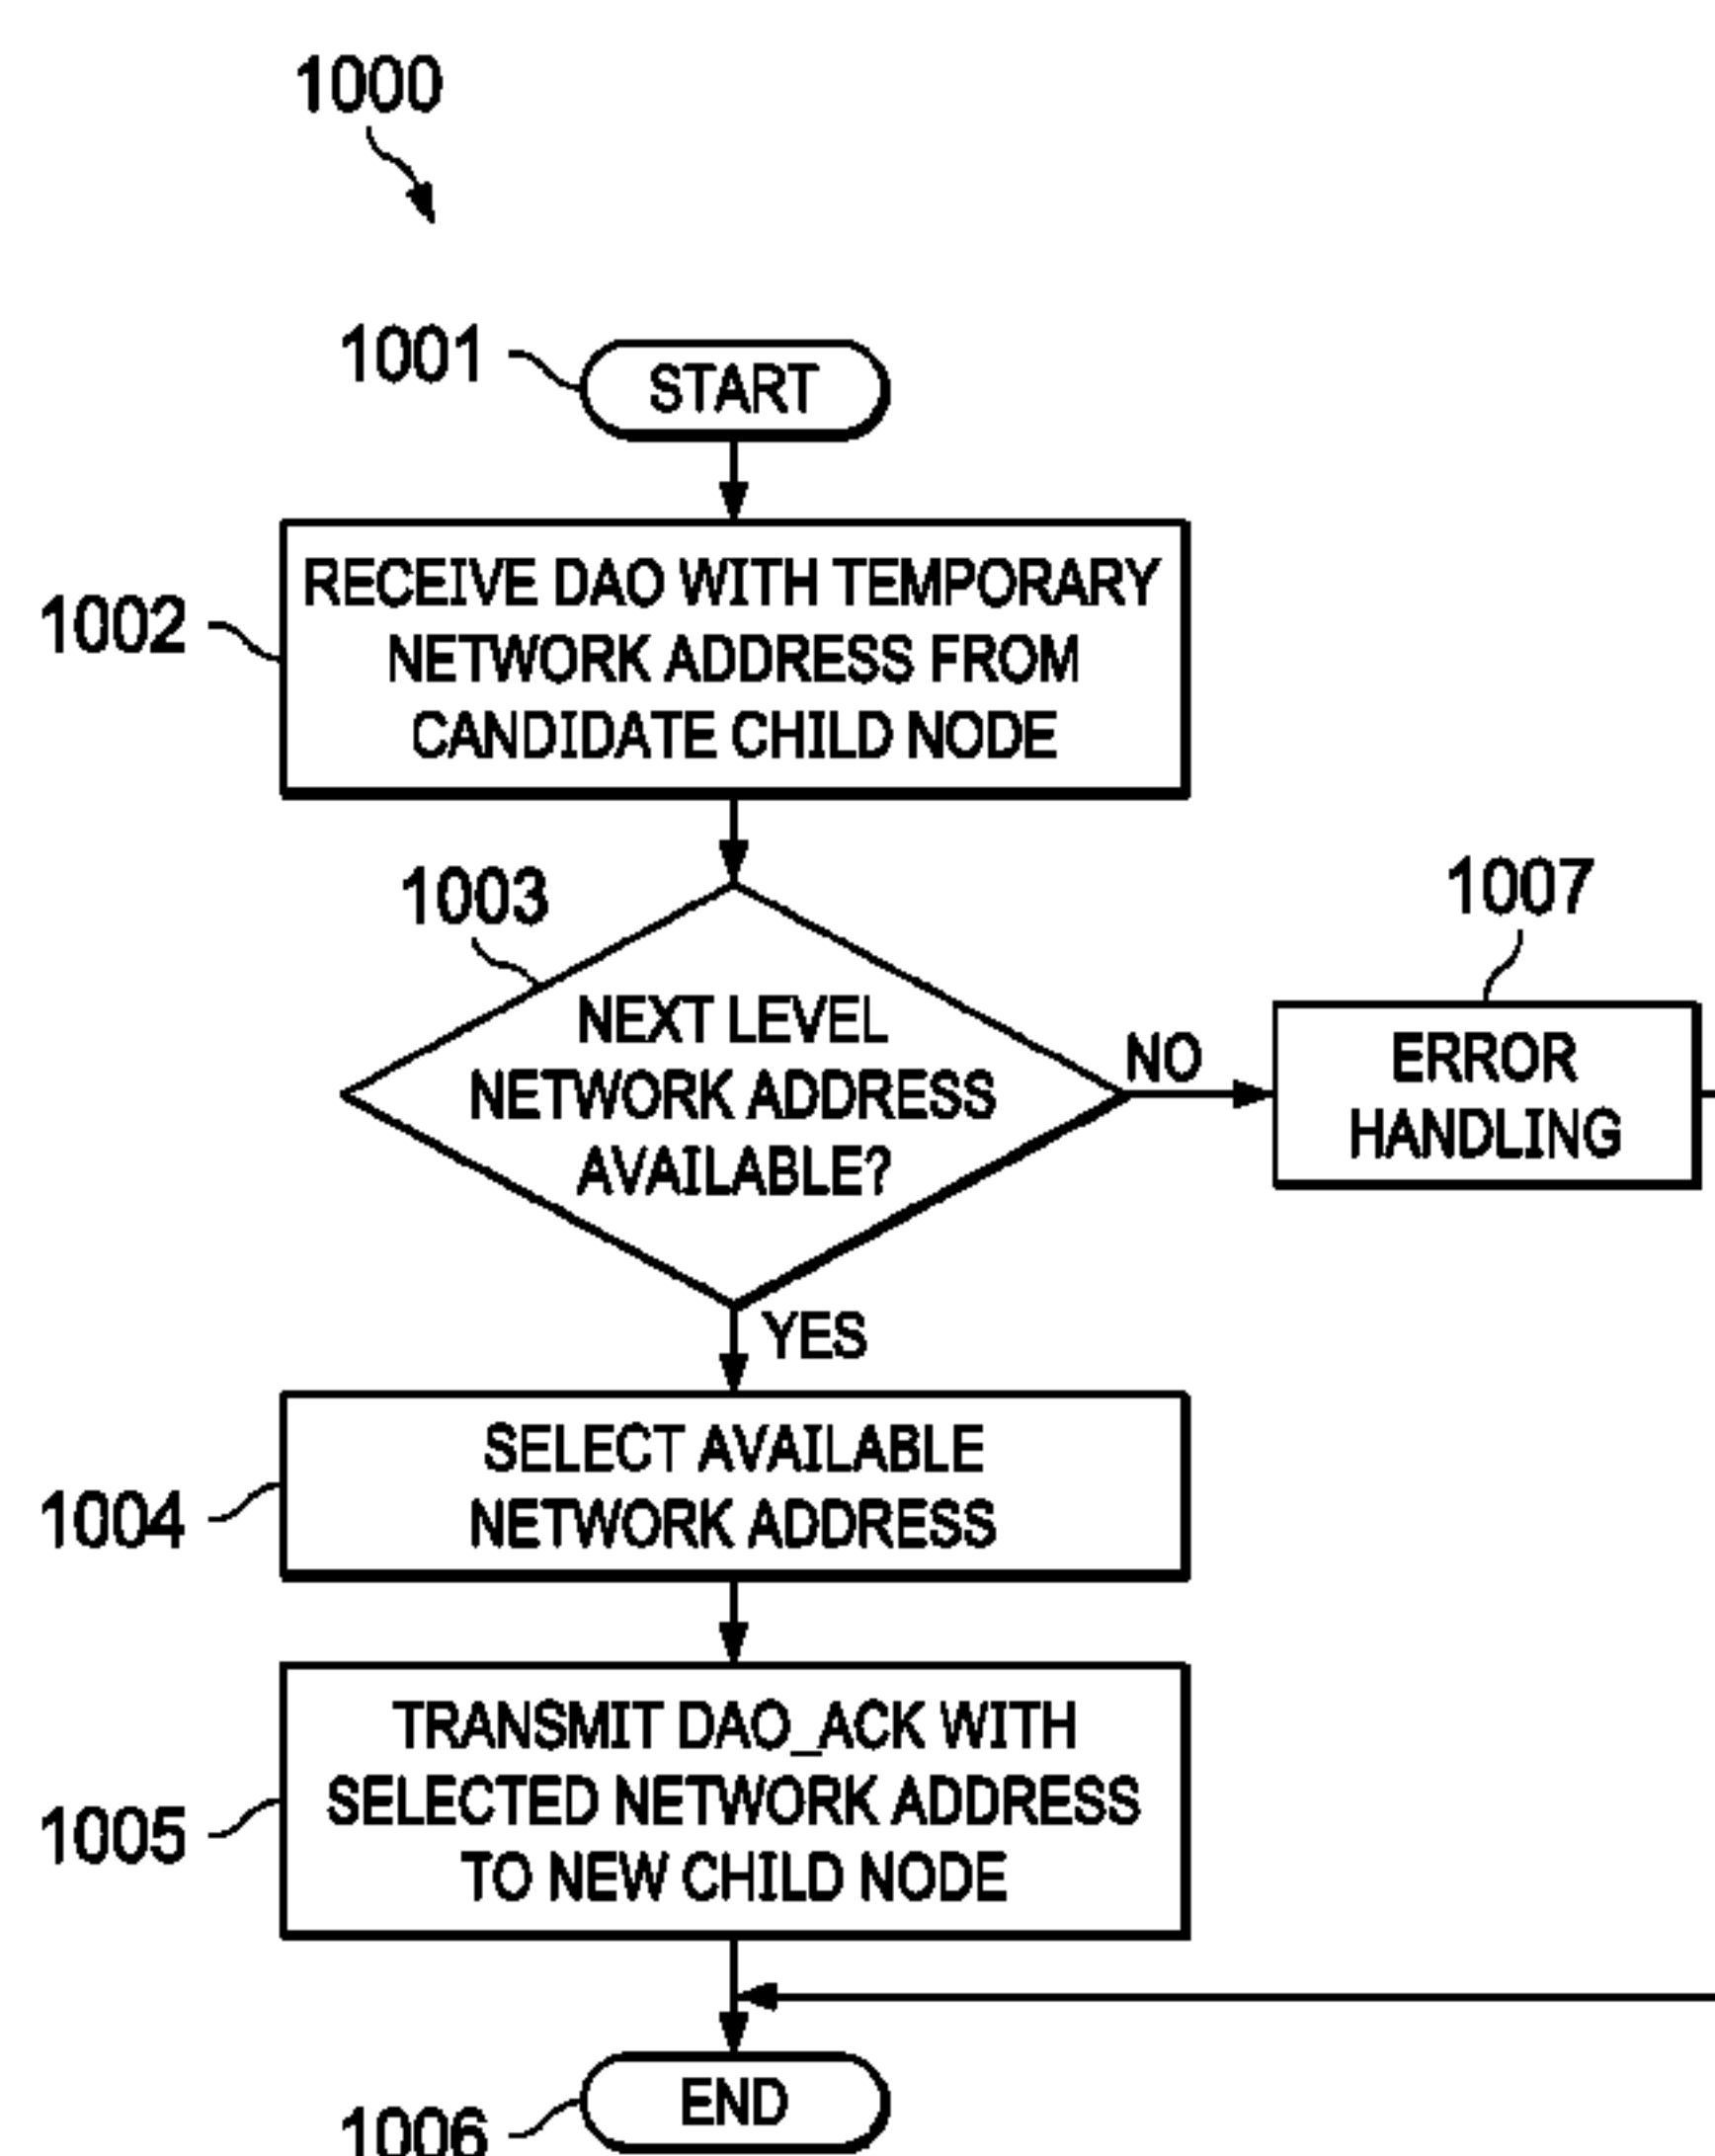 1000
1001
START
1002
RECEIVE DAO WITH TEMPORARY
NETWORK ADDRESS FROM
CANDIDATE CHILD NODE
1003
NEXT LEVEL
NETWORK ADDRESS
AVAILABLE?
NO
1007
ERROR
HANDLING
YES
1004
SELECT AVAILABLE
NETWORK ADDRESS
1005
TRANSMIT DAO_ACK WITH
SELECTED NETWORK ADDRESS
TO NEW CHILD NODE
1006
END